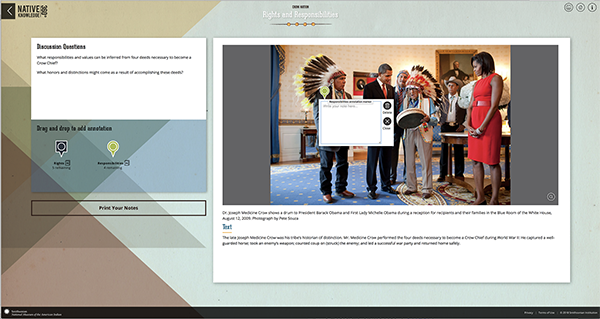 NATIVE
KNOWLEDGE
CROW NATION
Rights and Responsibilities
Discussion Questions
What responsibilities and values can be inferred from four deeds necessary to become a
Crow Chief?
What honors and distinctions might come as a result of accomplishing these deeds?
Drag and drop to add annotation
Rights
5 remaining
Responsibilities
4 remaining
Print Your Notes
Write your note here...
Delete
Close
Dr. Joseph Medicine Crow shows a drum to President Barack Obama and First Lady Michelle Obama during a reception for recipients and their families in the Blue Room of the White House,
August 12, 2009. Photograph by Pete Souza
Text
The late Joseph Medicine Crow was his tribe's historian of distinction. Mr. Medicine Crow performed the four deeds necessary to become a Crow Chief during World War II: He captured a well-
guarded horse; took an enemy's weapon; counted coup on (struck) the enemy; and led a successful war party and returned home safely.
Smithsonian
National Museum of the American Indian
Privacy | Terms of Use | © 2018 Smithsonian Institution